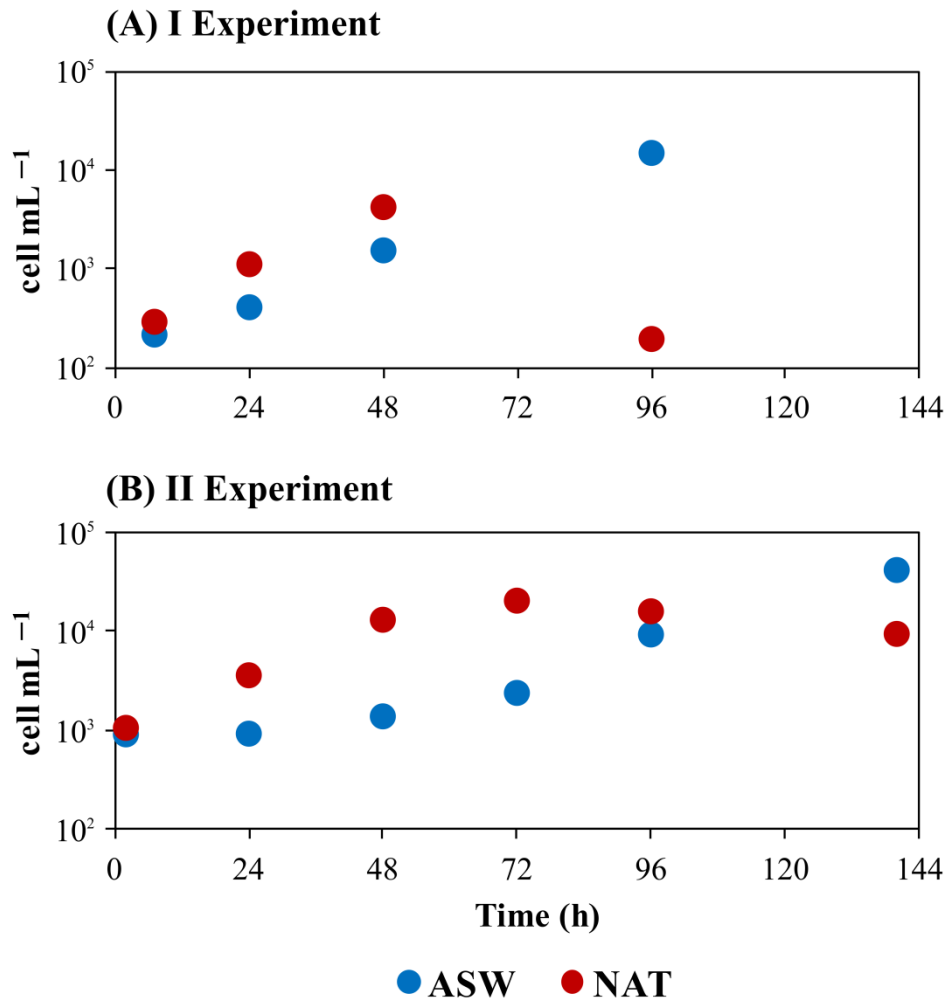 (A) I Experiment
10⁵
10⁴
10³
10²
cell mL ⁻¹
0 24 48 72 96 120 144
(B) II Experiment
10⁵
10⁴
10³
10²
cell mL ⁻¹
0 24 48 72 96 120 144
Time (h)
ASW NAT